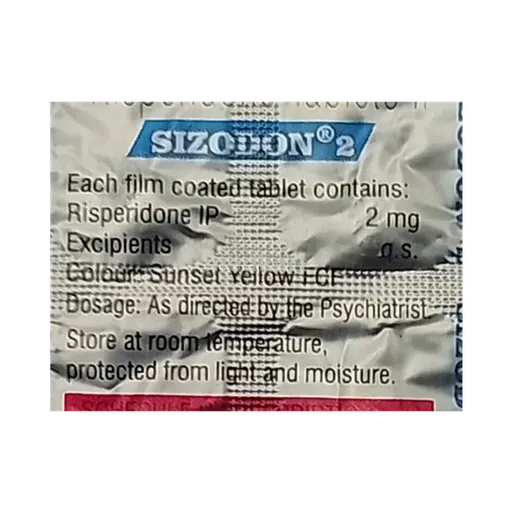 SIZODON® 2
Each film coated tablet contains:
Risperidone IP 2 mg
Excipients q.s.
Colour: Sunset Yellow FCF
Dosage: As directed by the Psychiatrist.
Store at room temperature,
protected from light and moisture.